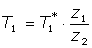 T₁ = T₁* · z₁/z₂